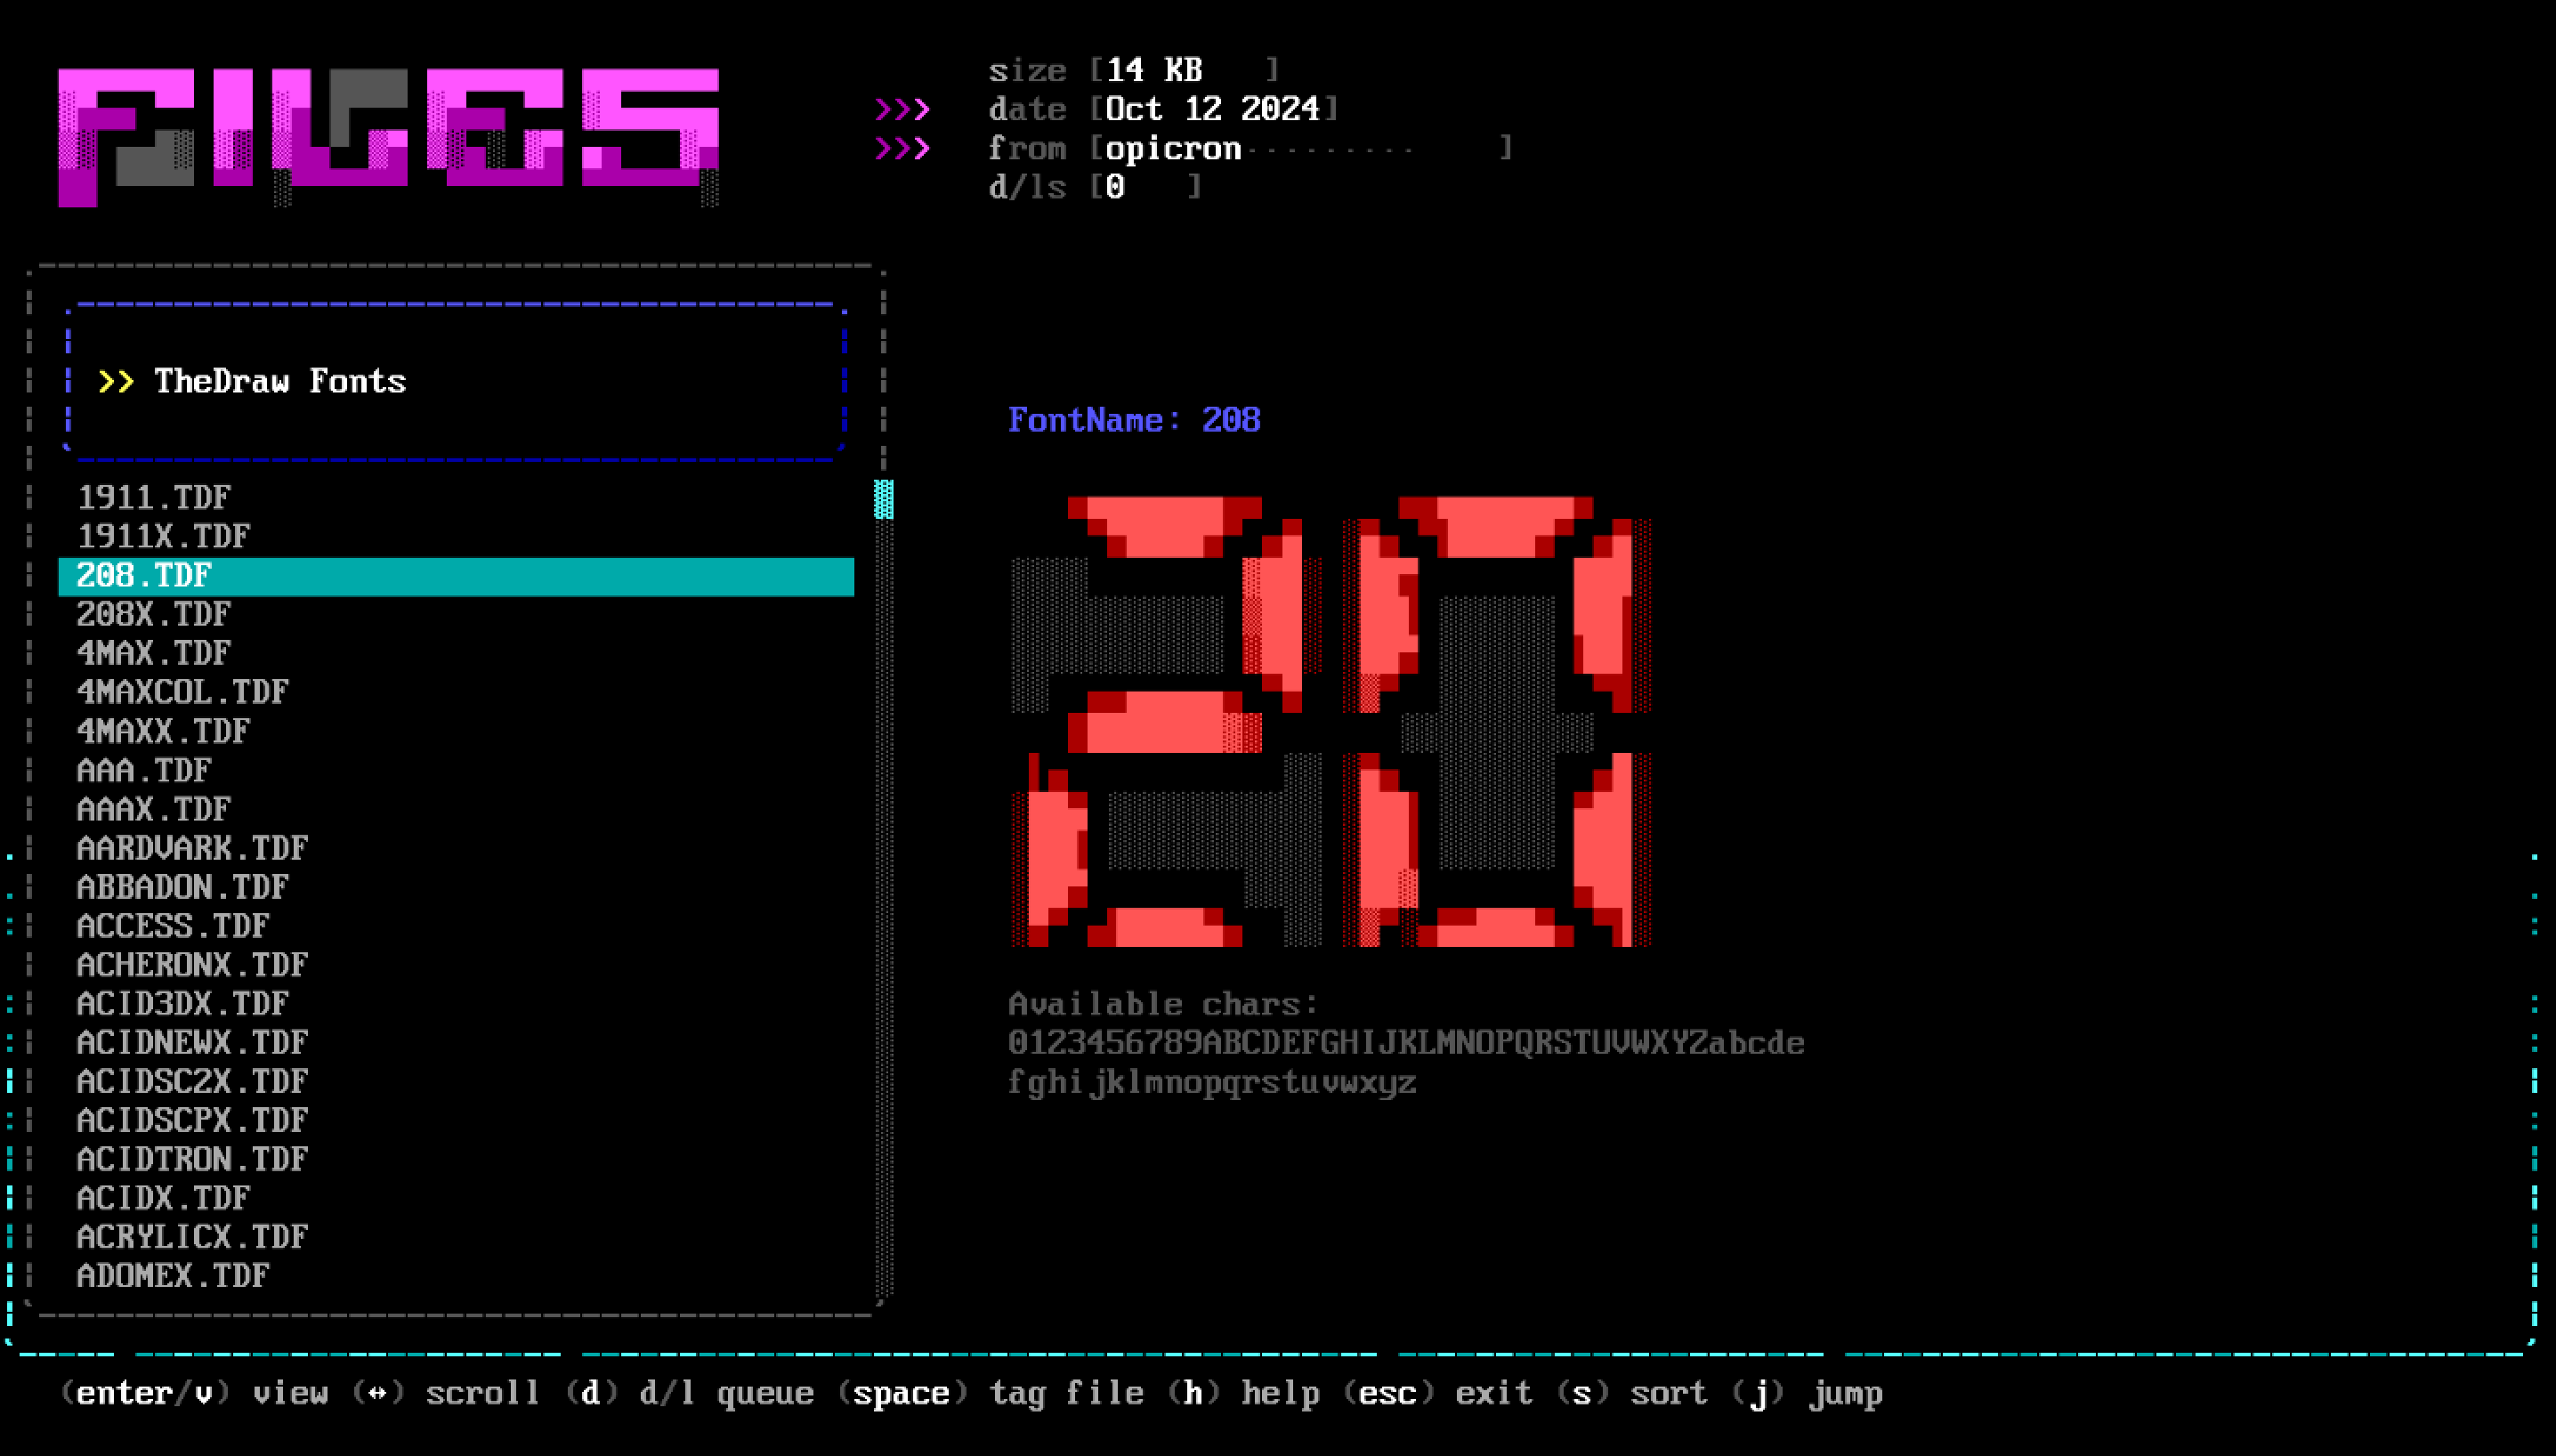 FILES
size [14 KB ]
>>> date [Oct 12 2024]
>>> from [opicron········· ]
d/ls [0 ]
>> TheDraw Fonts
1911.TDF
1911X.TDF
208.TDF
208X.TDF
4MAX.TDF
4MAXCOL.TDF
4MAXX.TDF
AAA.TDF
AAAX.TDF
AARDVARK.TDF
ABBADON.TDF
ACCESS.TDF
ACHERONX.TDF
ACID3DX.TDF
ACIDNEWX.TDF
ACIDSC2X.TDF
ACIDSCPX.TDF
ACIDTRON.TDF
ACIDX.TDF
ACRYLICX.TDF
ADOMEX.TDF
FontName: 208
20
Available chars:
0123456789ABCDEFGHIJKLMNOPQRSTUVWXYZabcde
fghijklmnopqrstuvwxyz
(enter/v) view (↔) scroll (d) d/l queue (space) tag file (h) help (esc) exit (s) sort (j) jump